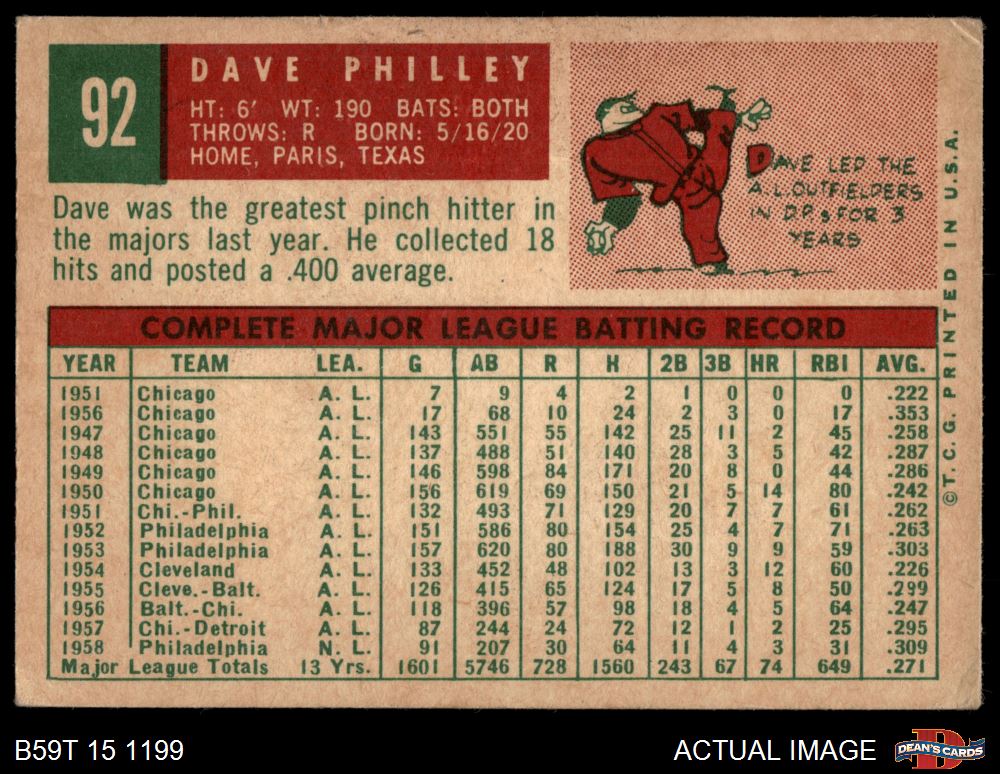 92
DAVE PHILLEY
HT: 6' WT: 190 BATS: BOTH
THROWS: R BORN: 5/16/20
HOME, PARIS, TEXAS
Dave was the greatest pinch hitter in
the majors last year. He collected 18
hits and posted a .400 average.
DAVE LED THE
A.L. OUTFIELDERS
IN D.P.s FOR 3
YEARS
COMPLETE MAJOR LEAGUE BATTING RECORD
YEAR TEAM LEA. G AB R H 2B 3B HR RBI AVG.
1951 Chicago A. L. 7 9 4 2 1 0 0 0 .222
1956 Chicago A. L. 17 68 10 24 2 3 0 17 .353
1947 Chicago A. L. 143 551 55 142 25 11 2 45 .258
1948 Chicago A. L. 137 488 51 140 28 3 5 42 .287
1949 Chicago A. L. 146 598 84 171 20 8 0 44 .286
1950 Chicago A. L. 156 619 69 150 21 5 14 80 .242
1951 Chi.-Phil. A. L. 132 493 71 129 20 7 7 61 .262
1952 Philadelphia A. L. 151 586 80 154 25 4 7 71 .263
1953 Philadelphia A. L. 157 620 80 188 30 9 9 59 .303
1954 Cleveland A. L. 133 452 48 102 13 3 12 60 .226
1955 Cleve.-Balt. A. L. 126 415 65 124 17 5 8 50 .299
1956 Balt.-Chi. A. L. 118 396 57 98 18 4 5 64 .247
1957 Chi.-Detroit A. L. 87 244 24 72 12 1 2 25 .295
1958 Philadelphia N. L. 91 207 30 64 11 4 3 31 .309
Major League Totals 13 Yrs. 1601 5746 728 1560 243 67 74 649 .271
© T. C. G. PRINTED IN U.S.A.
B59T 15 1199
ACTUAL IMAGE
D
DEAN'S CARDS